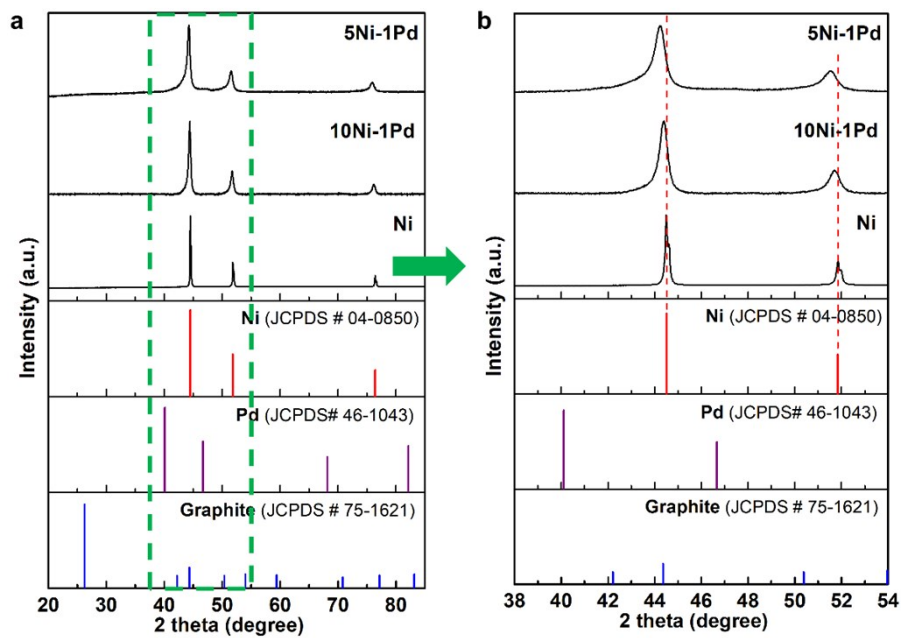 a
5Ni-1Pd
10Ni-1Pd
Ni
Ni (JCPDS # 04-0850)
Pd (JCPDS# 46-1043)
Graphite (JCPDS # 75-1621)
Intensity (a.u.)
20 30 40 50 60 70 80
2 theta (degree)
b
5Ni-1Pd
10Ni-1Pd
Ni
Ni (JCPDS # 04-0850)
Pd (JCPDS# 46-1043)
Graphite (JCPDS # 75-1621)
Intensity (a.u.)
38 40 42 44 46 48 50 52 54
2 theta (degree)